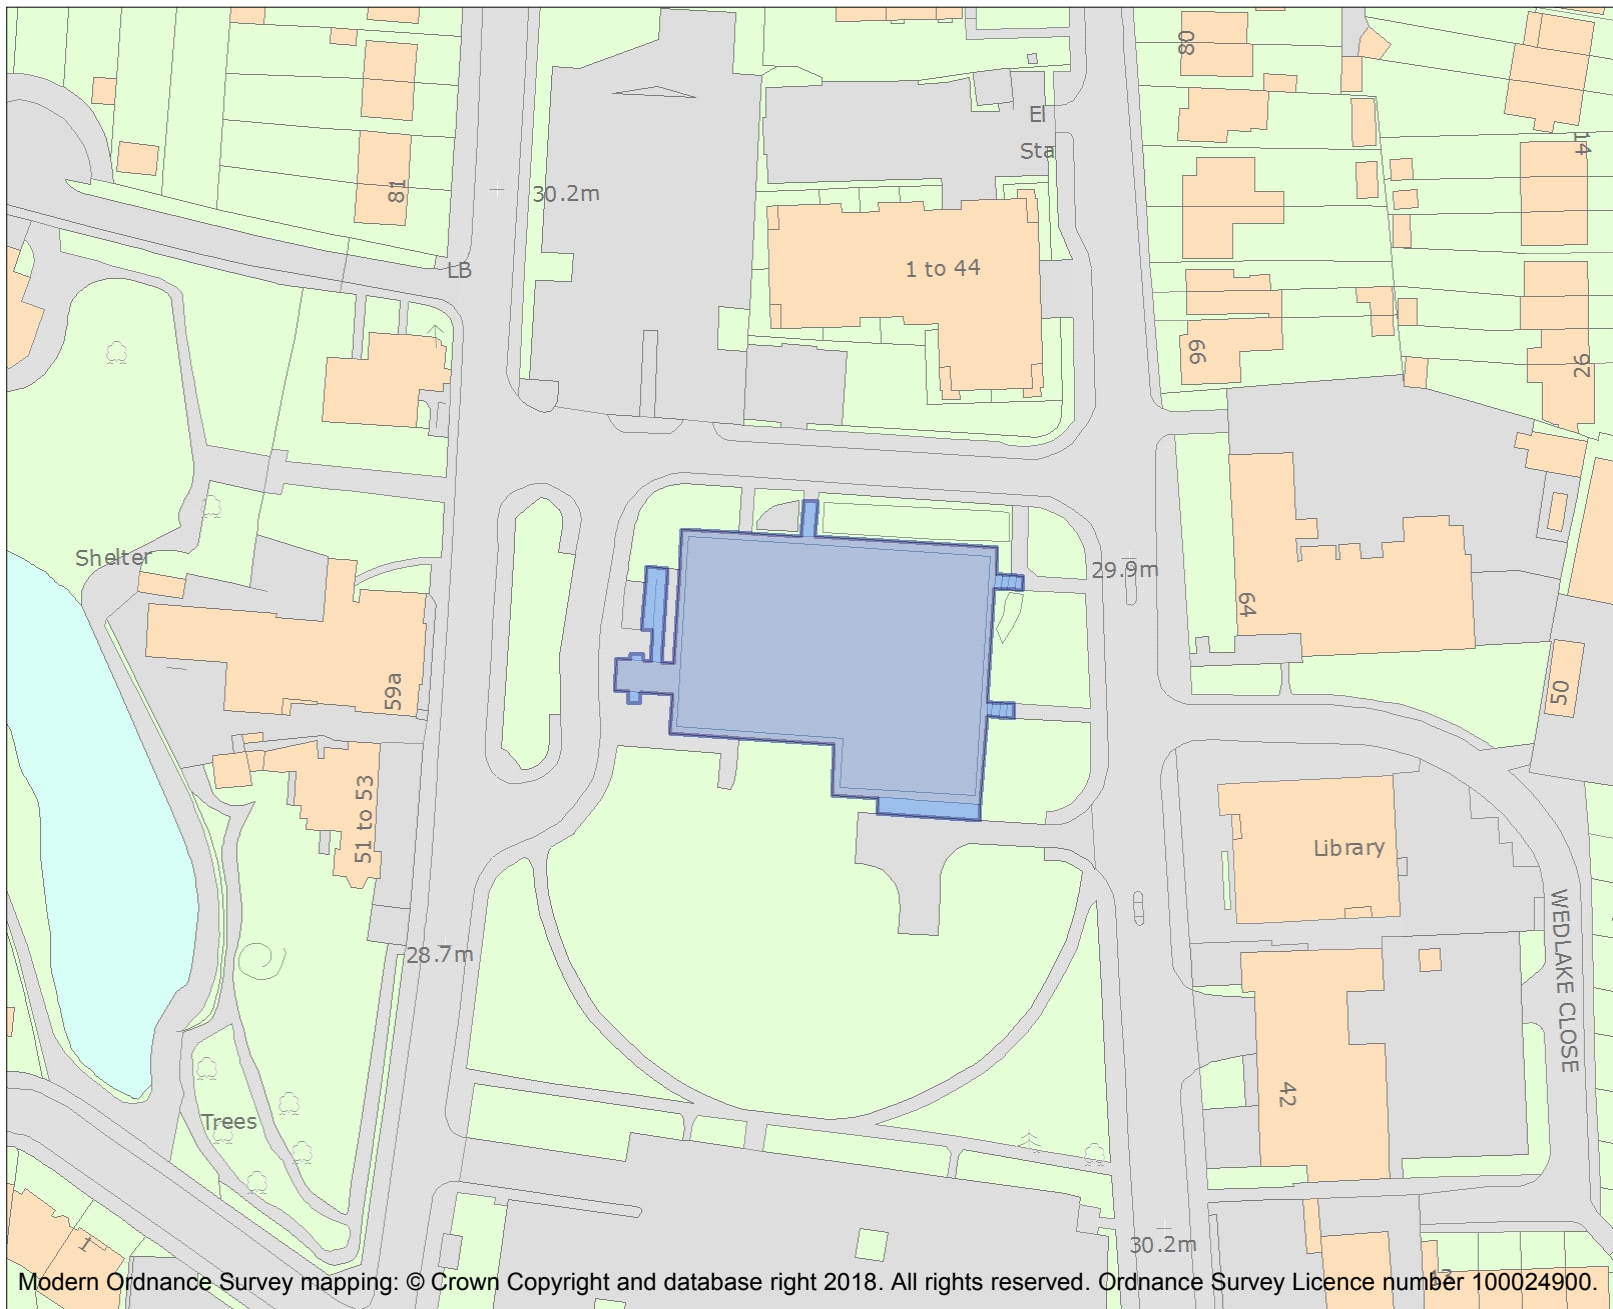 80
El
Sta
14
81
30.2m
LB
1 to 44
66
26
Shelter
29.9m
64
59a
50
51 to 53
Library
WEDLAKE CLOSE
28.7m
42
Trees
1
30.2m
Modern Ordnance Survey mapping: © Crown Copyright and database right 2018. All rights reserved. Ordnance Survey Licence number 100024900.